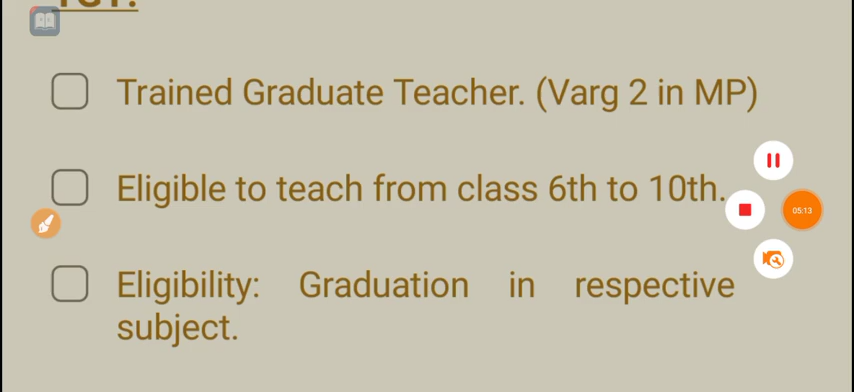 TGT:
Trained Graduate Teacher. (Varg 2 in MP)
Eligible to teach from class 6th to 10th.
05:13
Eligibility: Graduation in respective
subject.